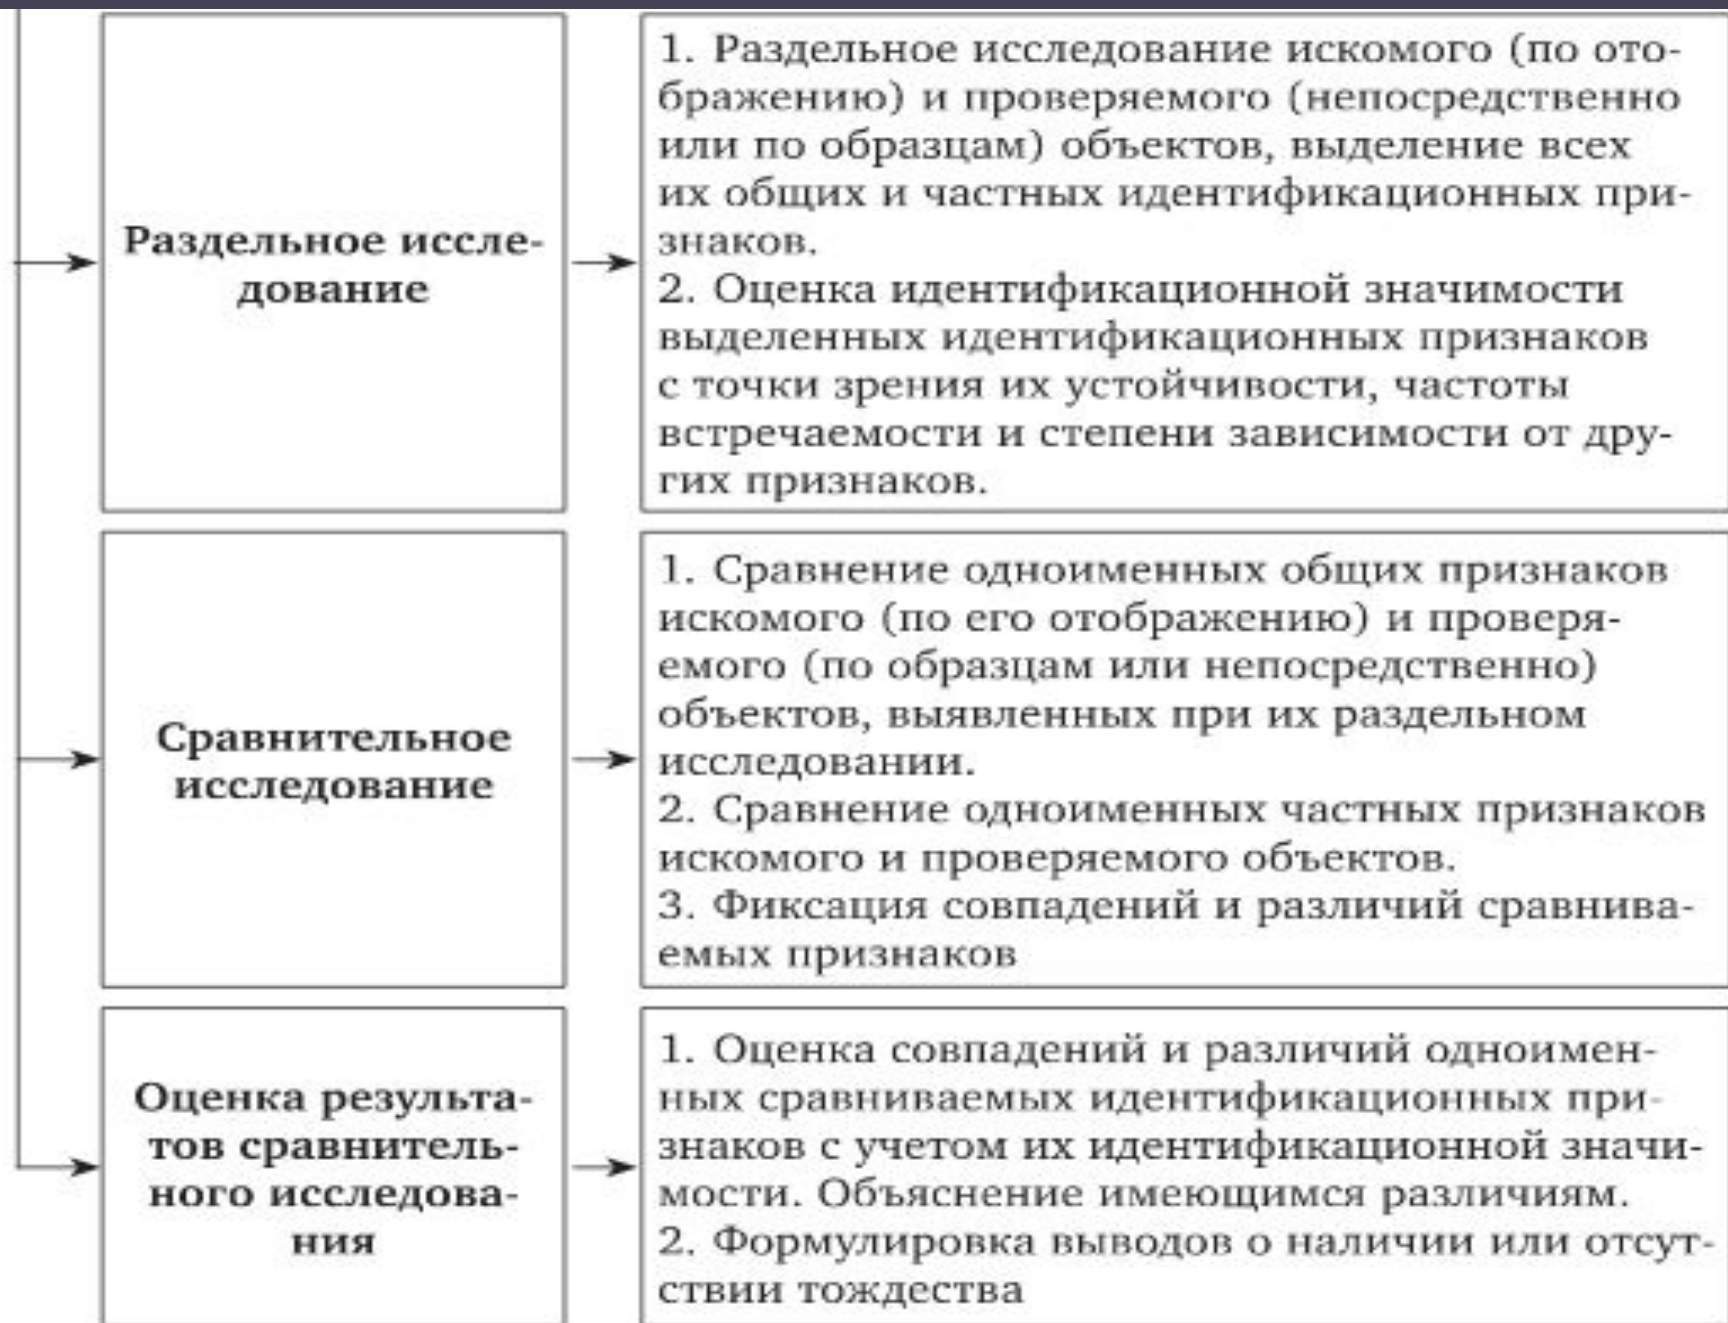 Раздельное иссле-
дование
1. Раздельное исследование искомого (по ото-
бражению) и проверяемого (непосредственно
или по образцам) объектов, выделение всех
их общих и частных идентификационных при-
знаков.
2. Оценка идентификационной значимости
выделенных идентификационных признаков
с точки зрения их устойчивости, частоты
встречаемости и степени зависимости от дру-
гих признаков.
Сравнительное
исследование
1. Сравнение одноименных общих признаков
искомого (по его отображению) и проверя-
емого (по образцам или непосредственно)
объектов, выявленных при их раздельном
исследовании.
2. Сравнение одноименных частных признаков
искомого и проверяемого объектов.
3. Фиксация совпадений и различий сравнива-
емых признаков
Оценка результа-
тов сравнитель-
ного исследова-
ния
1. Оценка совпадений и различий одноимен-
ных сравниваемых идентификационных при-
знаков с учетом их идентификационной значи-
мости. Объяснение имеющимся различиям.
2. Формулировка выводов о наличии или отсут-
ствии тождества